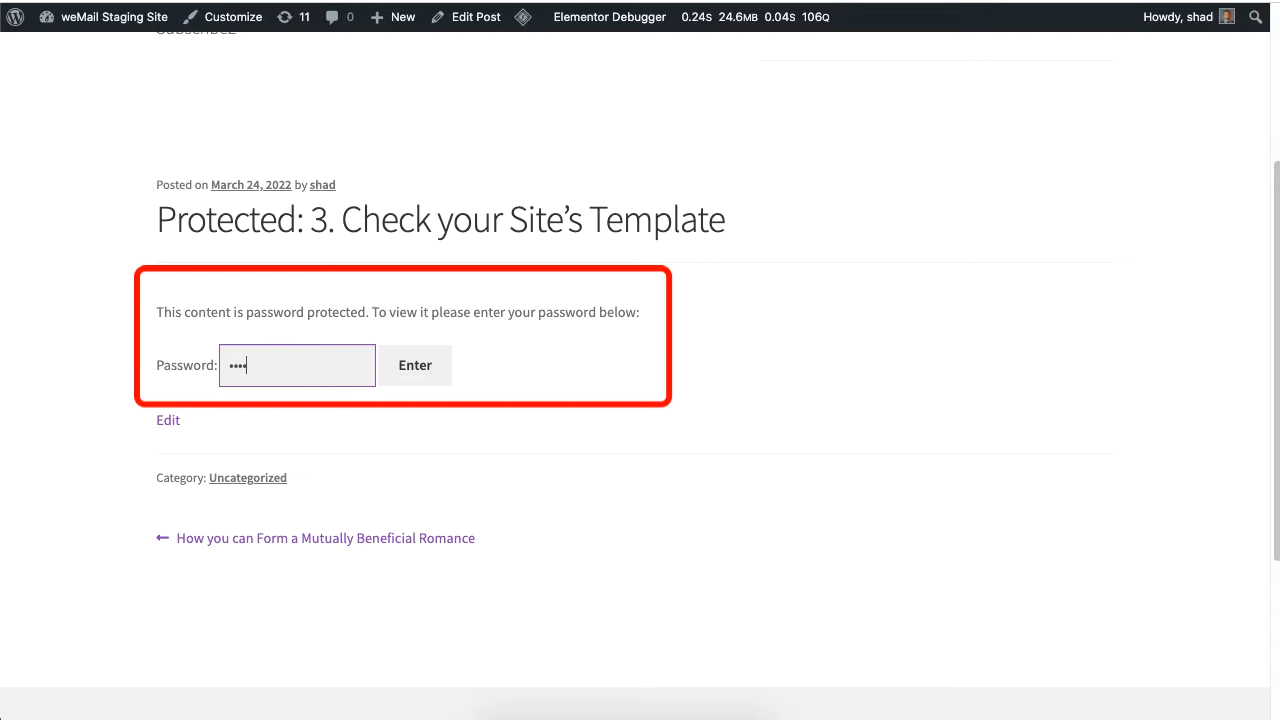 weMail Staging Site Customize 11 0 New Edit Post Elementor Debugger 0.24S 24.6MB 0.04S 106Q Howdy, shad
Posted on March 24, 2022 by shad
Protected: 3. Check your Site’s Template
This content is password protected. To view it please enter your password below:
Password: •••• Enter
Edit
Category: Uncategorized
How you can Form a Mutually Beneficial Romance